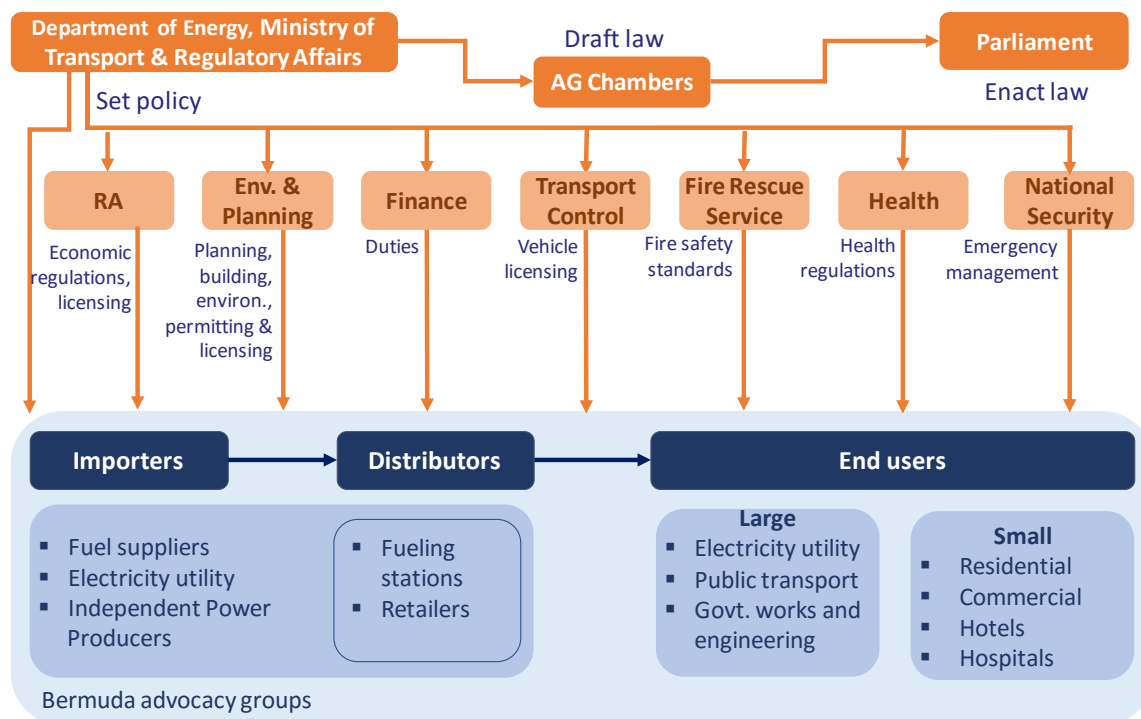 Department of Energy, Ministry of
Transport & Regulatory Affairs
Draft law
AG Chambers
Parliament
Enact law
Set policy
RA
Env. &
Planning
Finance
Transport
Control
Fire Rescue
Service
Health
National
Security
Economic
regulations,
licensing
Planning,
building,
environ.,
permitting &
licensing
Duties
Vehicle
licensing
Fire safety
standards
Health
regulations
Emergency
management
Importers
Distributors
End users
▪ Fuel suppliers
▪ Electricity utility
▪ Independent Power
Producers
▪ Fueling
stations
▪ Retailers
Large
▪ Electricity utility
▪ Public transport
▪ Govt. works and
engineering
Small
▪ Residential
▪ Commercial
▪ Hotels
▪ Hospitals
Bermuda advocacy groups